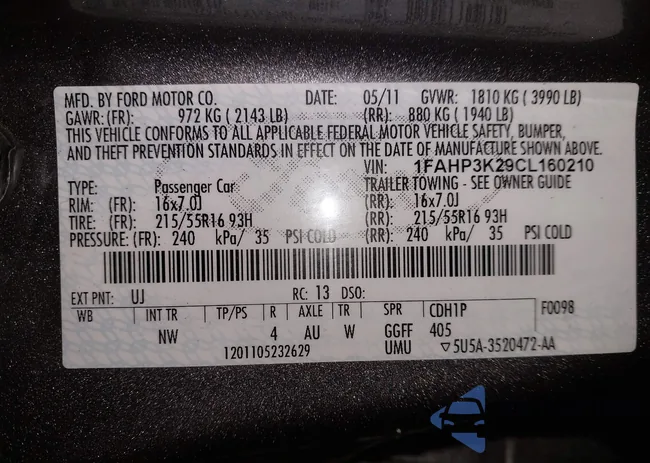 MFD. BY FORD MOTOR CO. DATE: 05/11 GVWR: 1810 KG ( 3990 LB)
GAWR: (FR): 972 KG ( 2143 LB) (RR): 880 KG ( 1940 LB)
THIS VEHICLE CONFORMS TO ALL APPLICABLE FEDERAL MOTOR VEHICLE SAFETY, BUMPER,
AND THEFT PREVENTION STANDARDS IN EFFECT ON THE DATE OF MANUFACTURE SHOWN ABOVE.
VIN: 1FAHP3K29CL160210
TYPE: Passenger Car TRAILER TOWING - SEE OWNER GUIDE
RIM: (FR): 16x7.0J (RR): 16x7.0J
TIRE: (FR): 215/55R16 93H (RR): 215/55R16 93H
PRESSURE: (FR): 240 kPa/ 35 PSI COLD (RR): 240 kPa/ 35 PSI COLD
EXT PNT: UJ RC: 13 DSO:
WB INT TR TP/PS R AXLE TR SPR CDH1P F0098
NW 4 AU W GGFF 405
1201105232629 UMU ▽5U5A-3520472-AA